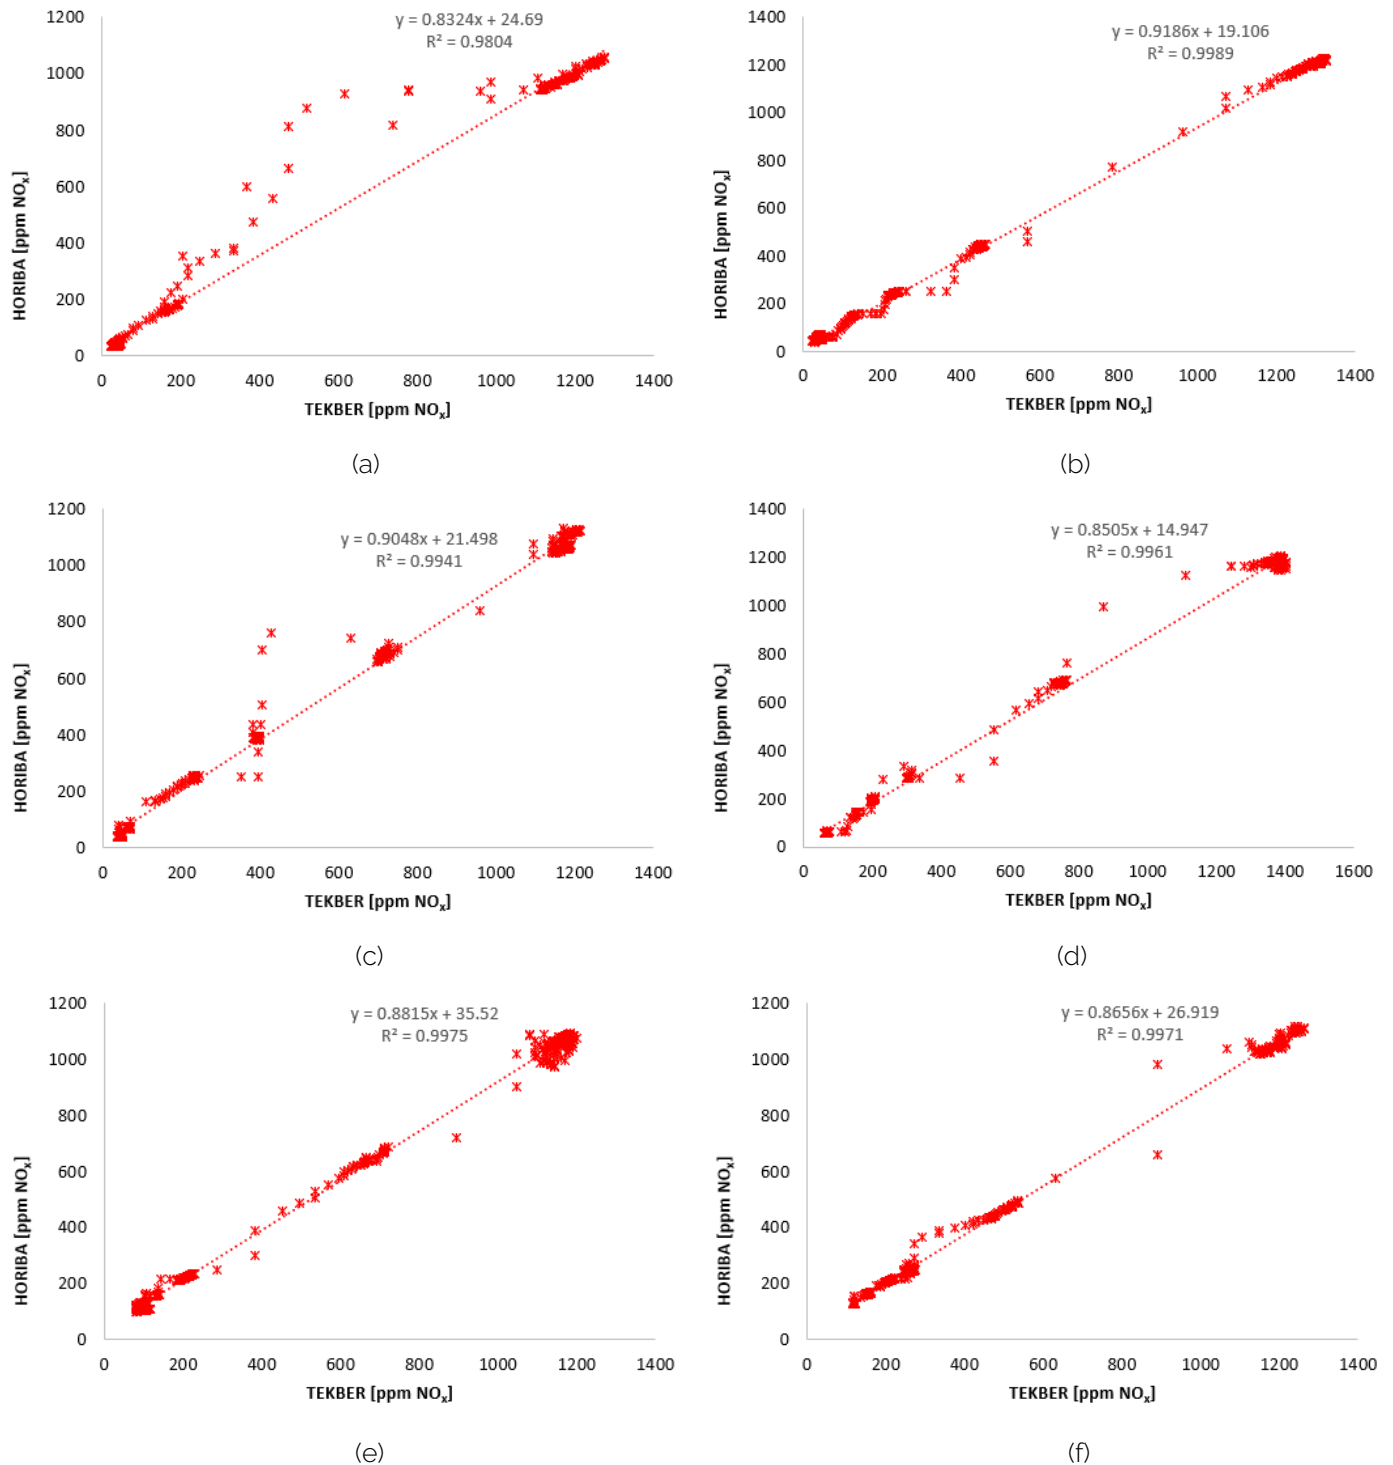 y = 0.8324x + 24.69
R² = 0.9804
1200
1000
800
600
400
200
0
HORIBA [ppm NOx]
0 200 400 600 800 1000 1200 1400
TEKBER [ppm NOx]
(a)
y = 0.9186x + 19.106
R² = 0.9989
1400
1200
1000
800
600
400
200
0
HORIBA [ppm NOx]
0 200 400 600 800 1000 1200 1400
TEKBER [ppm NOx]
(b)
y = 0.9048x + 21.498
R² = 0.9941
1200
1000
800
600
400
200
0
HORIBA [ppm NOx]
0 200 400 600 800 1000 1200 1400
TEKBER [ppm NOx]
(c)
y = 0.8505x + 14.947
R² = 0.9961
1400
1200
1000
800
600
400
200
0
HORIBA [ppm NOx]
0 200 400 600 800 1000 1200 1400 1600
TEKBER [ppm NOx]
(d)
y = 0.8815x + 35.52
R² = 0.9975
1200
1000
800
600
400
200
0
HORIBA [ppm NOx]
0 200 400 600 800 1000 1200 1400
TEKBER [ppm NOx]
(e)
y = 0.8656x + 26.919
R² = 0.9971
1200
1000
800
600
400
200
0
HORIBA [ppm NOx]
0 200 400 600 800 1000 1200 1400
TEKBER [ppm NOx]
(f)